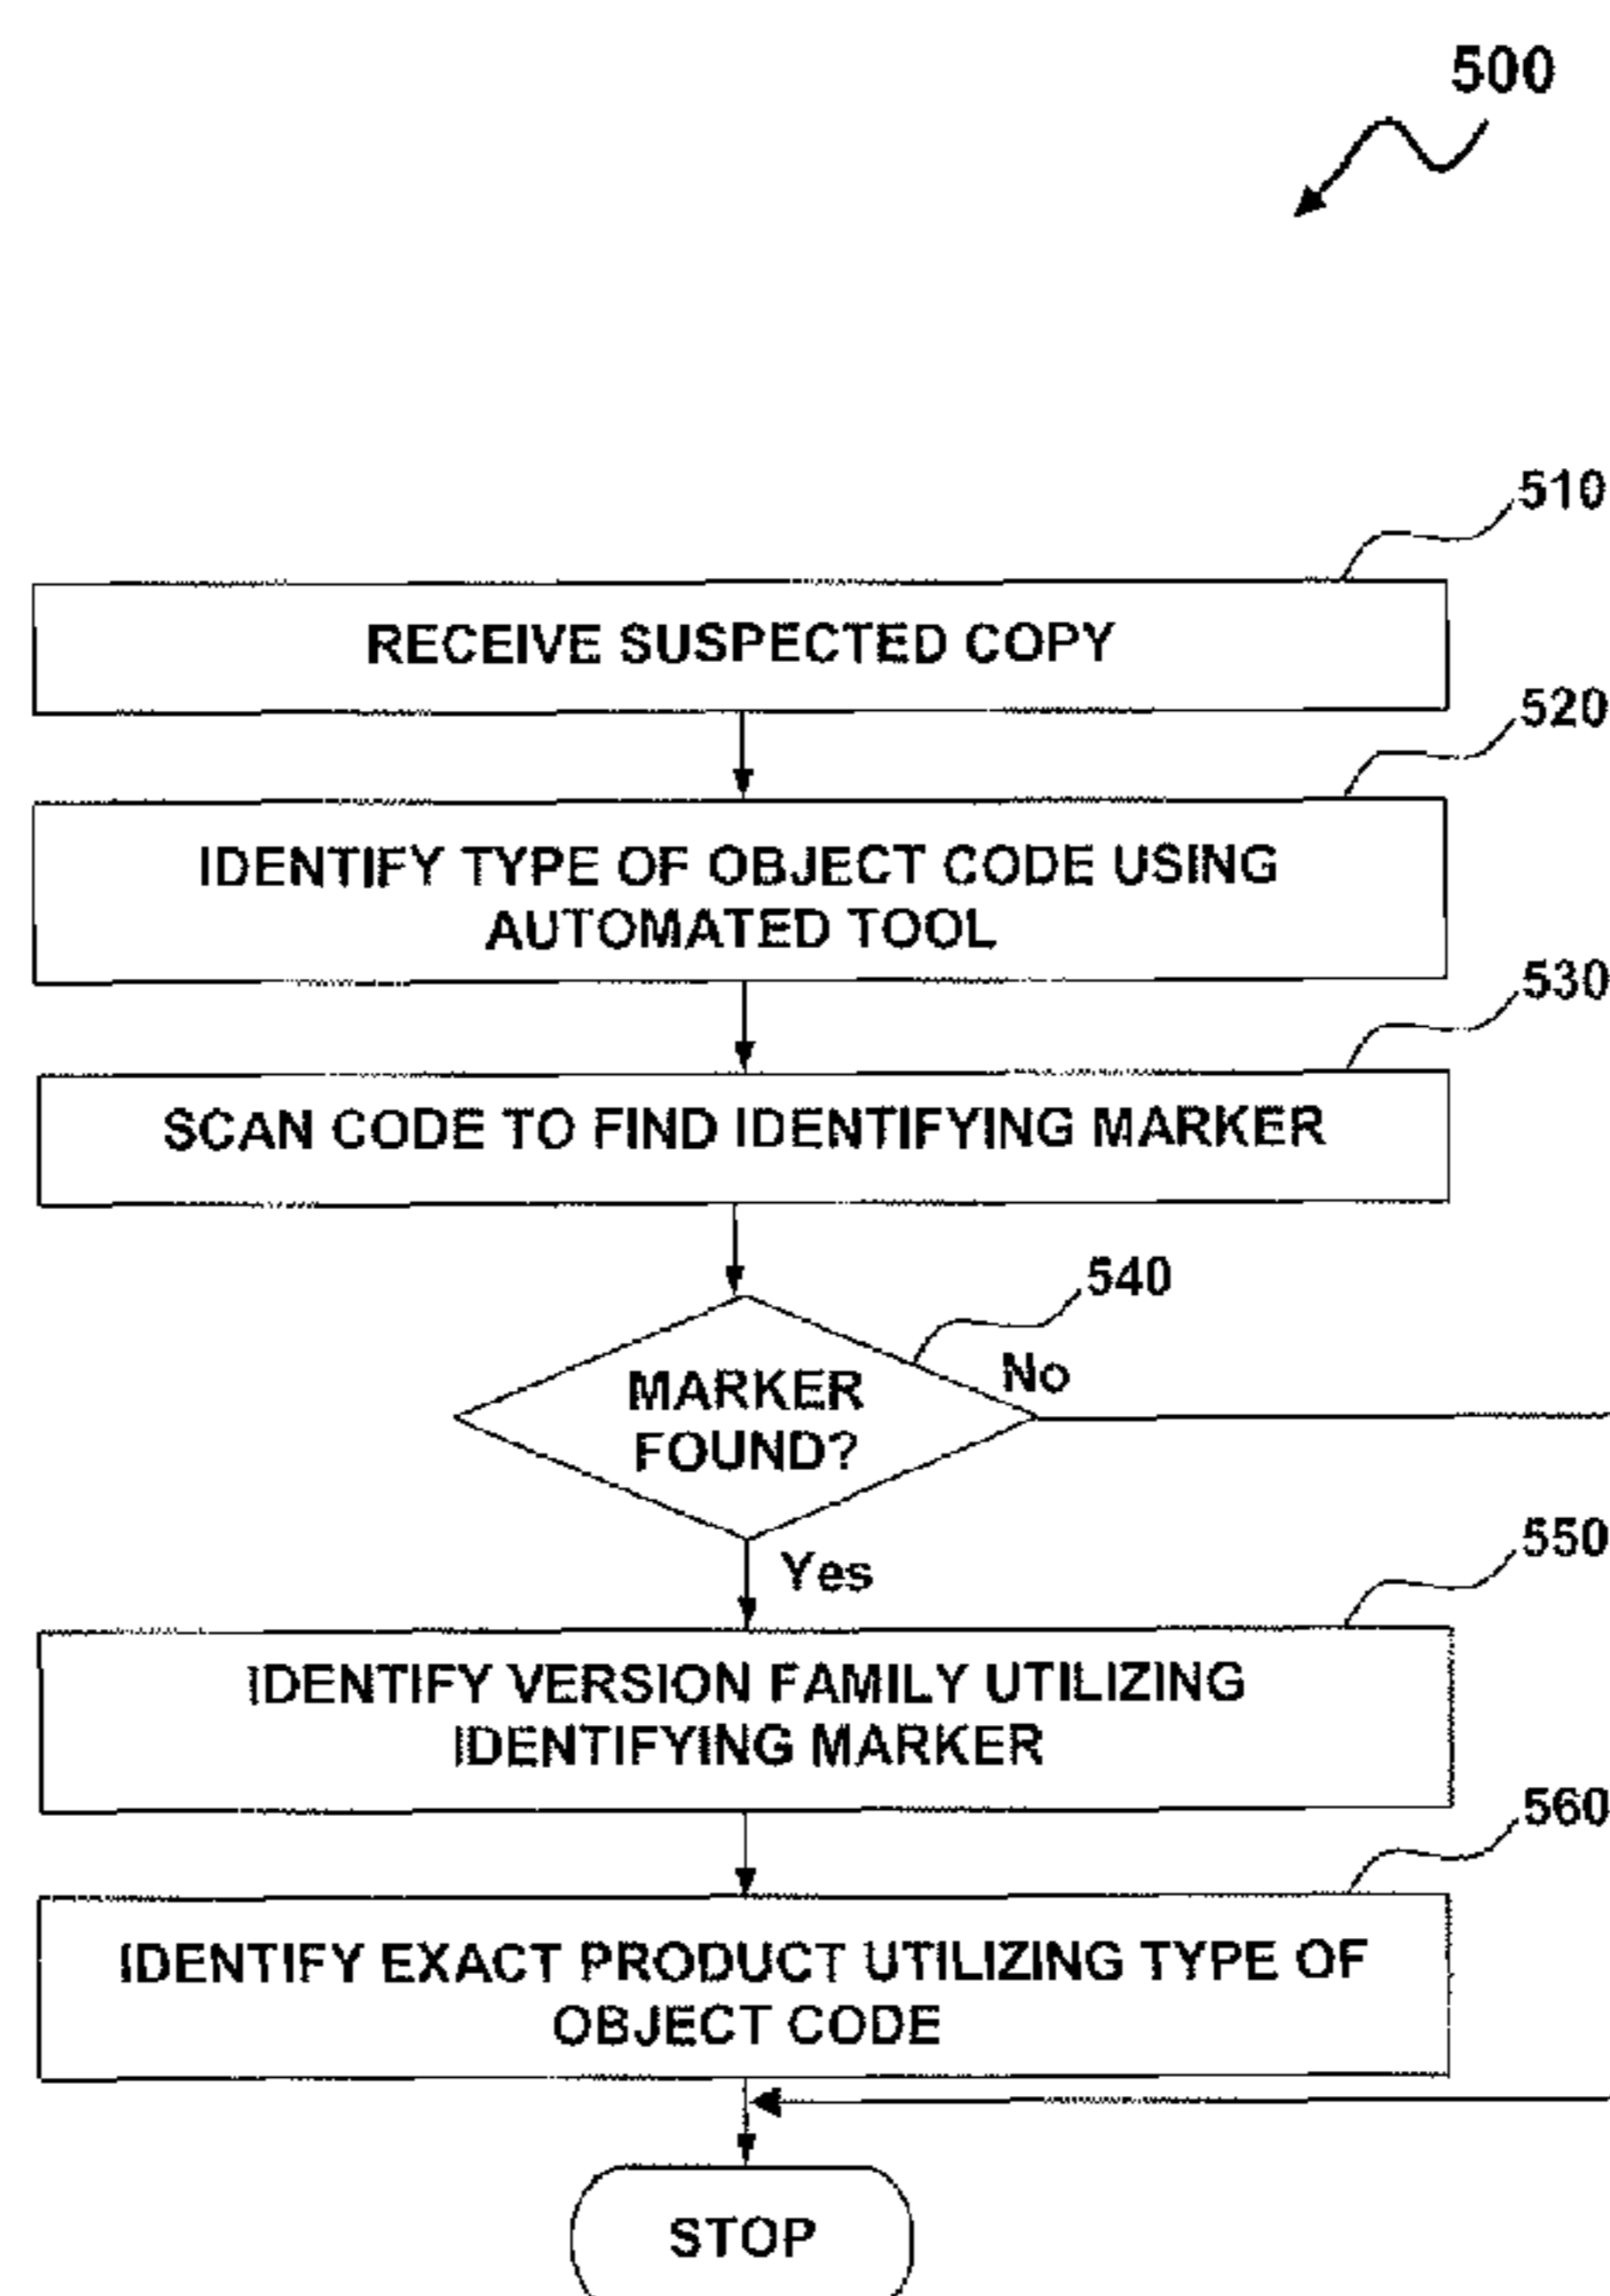 500
510
RECEIVE SUSPECTED COPY
520
IDENTIFY TYPE OF OBJECT CODE USING
AUTOMATED TOOL
530
SCAN CODE TO FIND IDENTIFYING MARKER
540
No
MARKER
FOUND?
Yes
550
IDENTIFY VERSION FAMILY UTILIZING
IDENTIFYING MARKER
560
IDENTIFY EXACT PRODUCT UTILIZING TYPE OF
OBJECT CODE
STOP